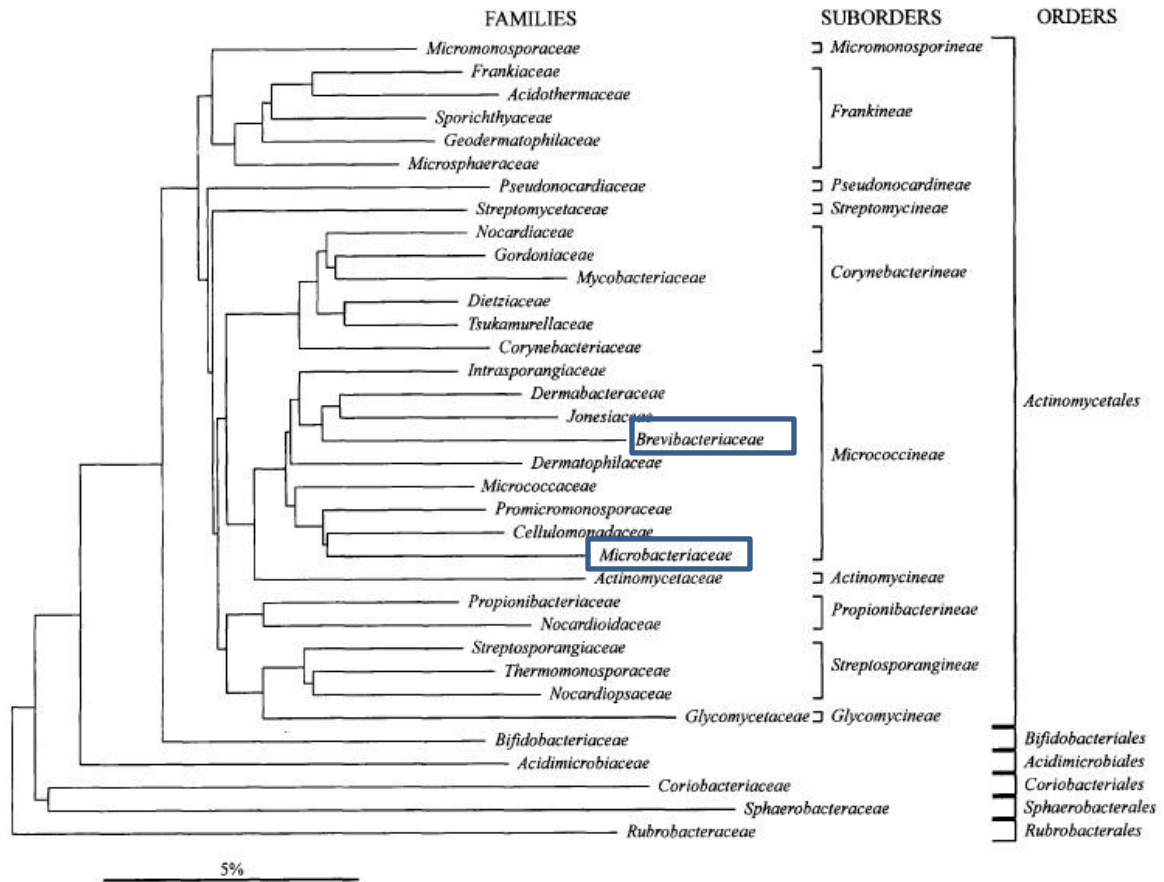 FAMILIES SUBORDERS ORDERS
Micromonosporaceae Micromonosporineae
Frankiaceae
Acidothermaceae
Frankineae
Sporichthyaceae
Geodermatophilaceae
Microsphaeraceae
Pseudonocardiaceae Pseudonocardineae
Streptomycetaceae Streptomycineae
Nocardiaceae
Gordoniaceae
Corynebacterineae
Mycobacteriaceae
Dietziaceae
Tsukamurellaceae
Corynebacteriaceae
Intrasporangiaceae
Dermabacteraceae
Actinomycetales
Jonesiaceae
Brevibacteriaceae
Micrococcineae
Dermatophilaceae
Micrococcaceae
Promicromonosporaceae
Cellulomonadaceae
Microbacteriaceae
Actinomycetaceae Actinomycineae
Propionibacteriaceae
Propionibacterineae
Nocardioidaceae
Streptosporangiaceae
Streptosporangineae
Thermomonosporaceae
Nocardiopsaceae
Glycomycetaceae Glycomycineae
Bifidobacteriaceae Bifidobacteriales
Acidimicrobiaceae Acidimicrobiales
Coriobacteriaceae Coriobacteriales
Sphaerobacteraceae Sphaerobacterales
Rubrobacteraceae Rubrobacterales
5%